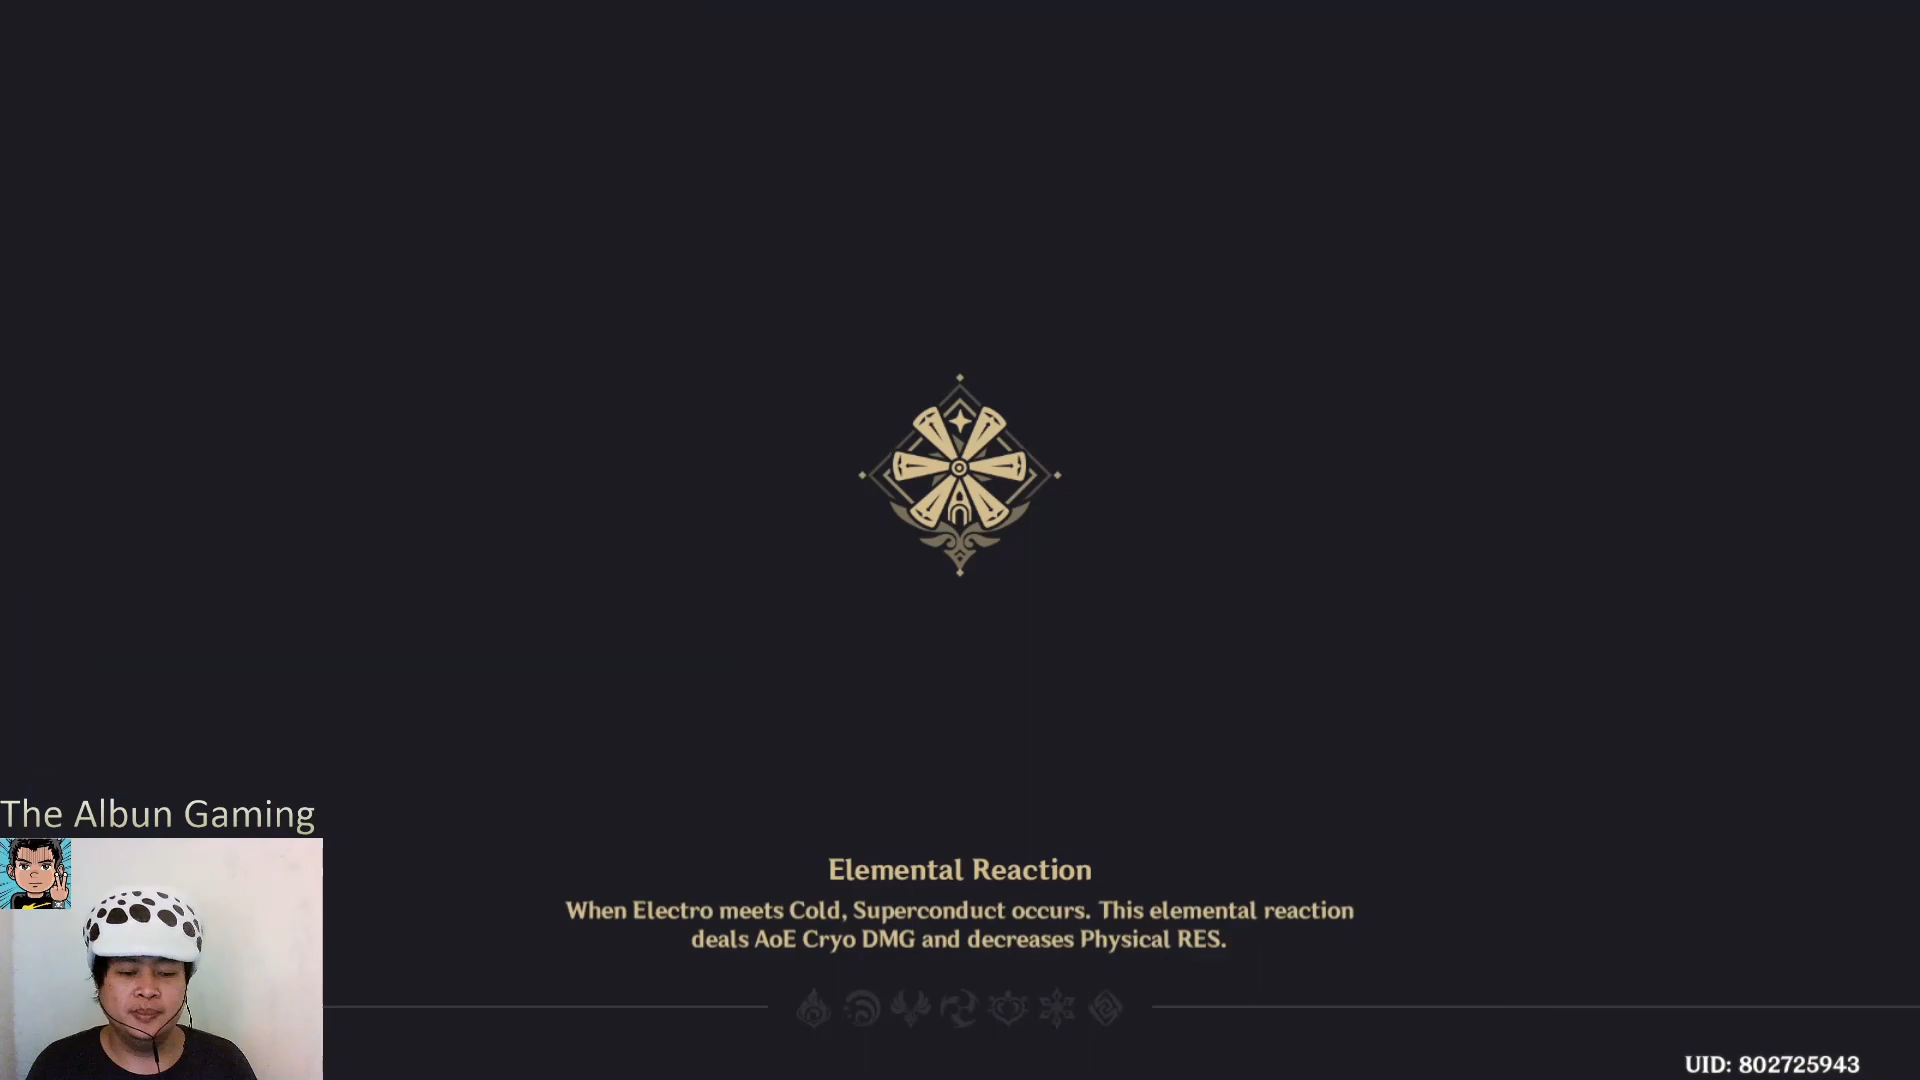 The Albun Gaming
Elemental Reaction
When Electro meets Cold, Superconduct occurs. This elemental reaction
deals AoE Cryo DMG and decreases Physical RES.
UID: 802725943